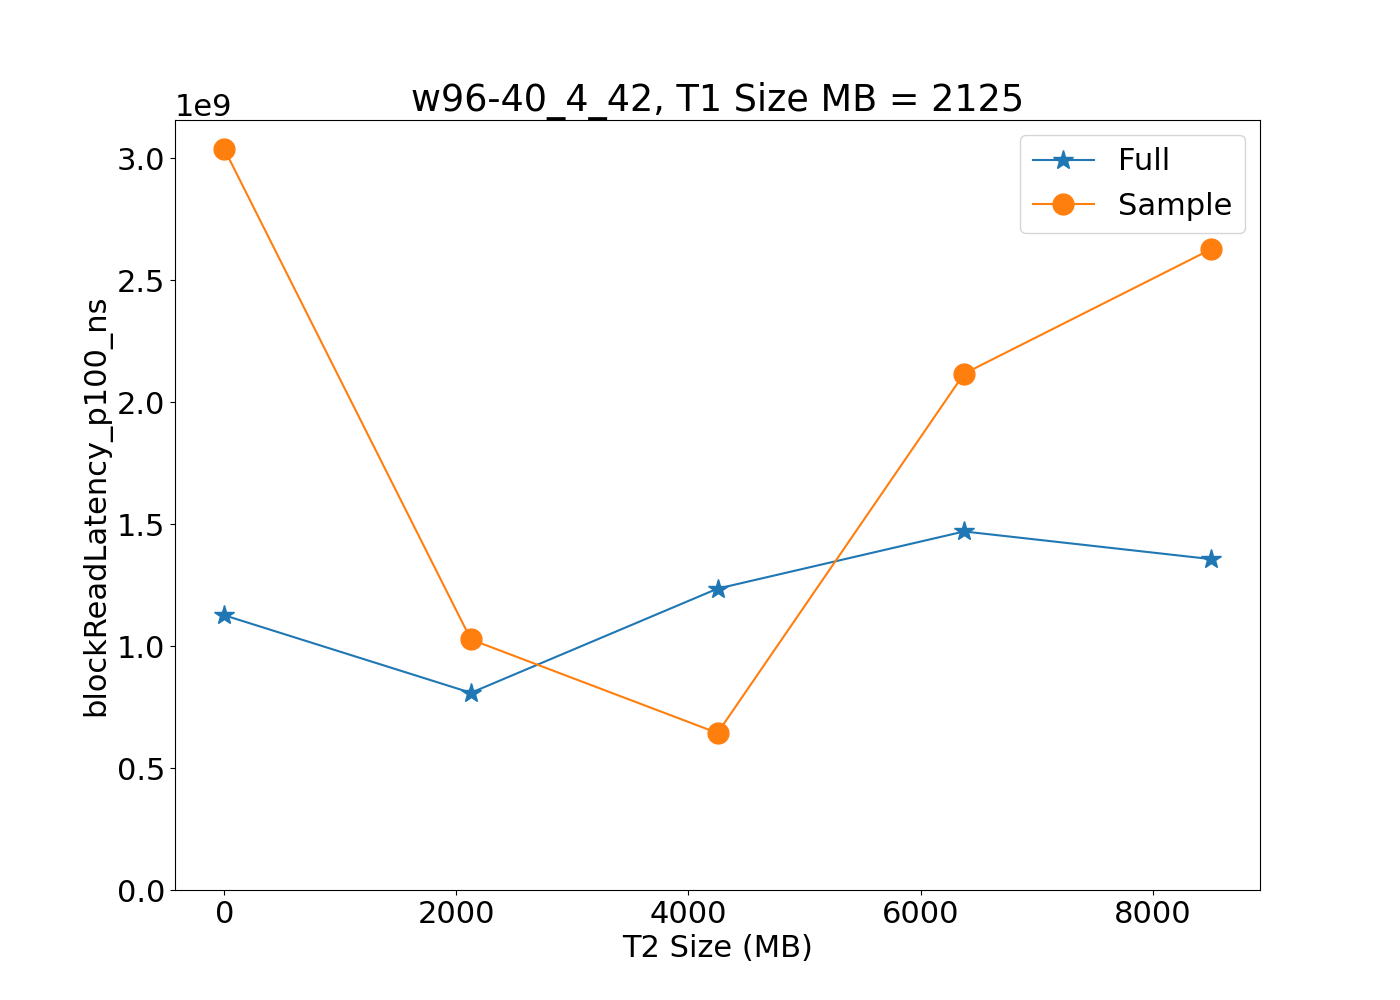 w96-40_4_42, T1 Size MB = 2125
1e9
Full
Sample
3.0
2.5
2.0
1.5
1.0
0.5
0.0
blockReadLatency_p100_ns
0 2000 4000 6000 8000
T2 Size (MB)